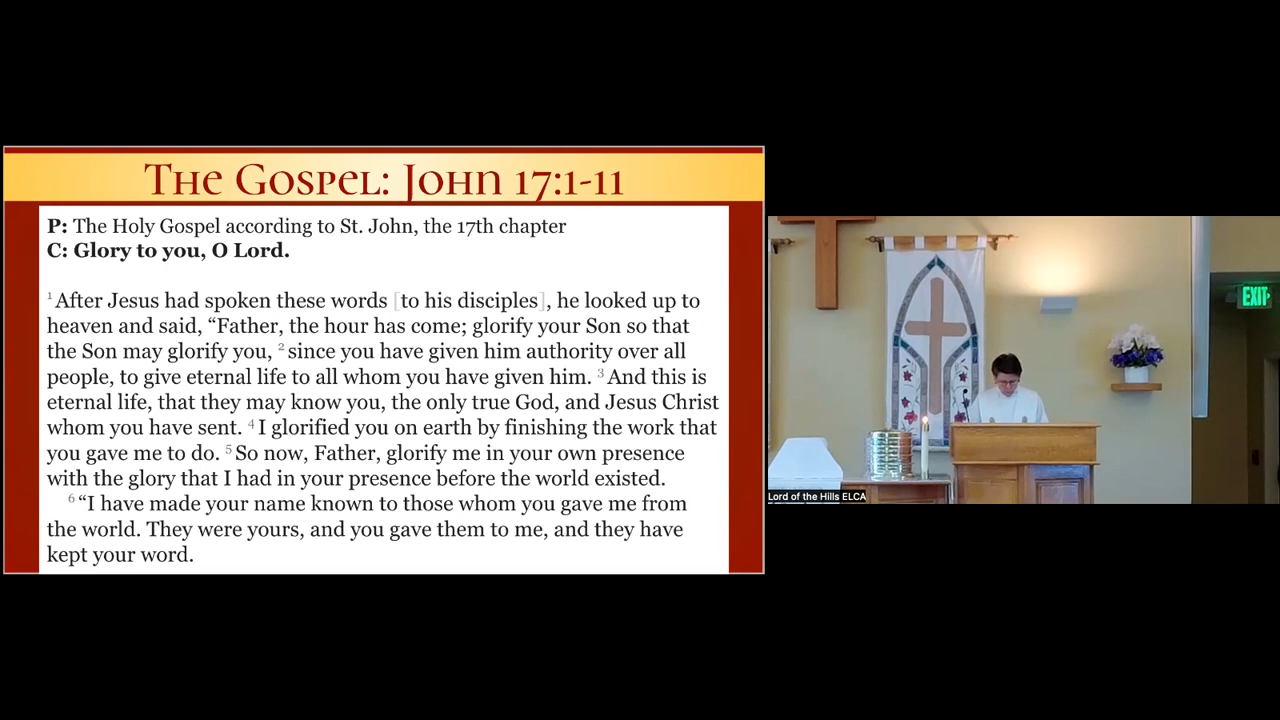 The Gospel: John 17:1-11
P: The Holy Gospel according to St. John, the 17th chapter
C: Glory to you, O Lord.
1 After Jesus had spoken these words [to his disciples], he looked up to
heaven and said, “Father, the hour has come; glorify your Son so that
the Son may glorify you, 2 since you have given him authority over all
people, to give eternal life to all whom you have given him. 3 And this is
eternal life, that they may know you, the only true God, and Jesus Christ
whom you have sent. 4 I glorified you on earth by finishing the work that
you gave me to do. 5 So now, Father, glorify me in your own presence
with the glory that I had in your presence before the world existed.
6 “I have made your name known to those whom you gave me from
the world. They were yours, and you gave them to me, and they have
kept your word.
EXIT
Lord of the Hills ELCA